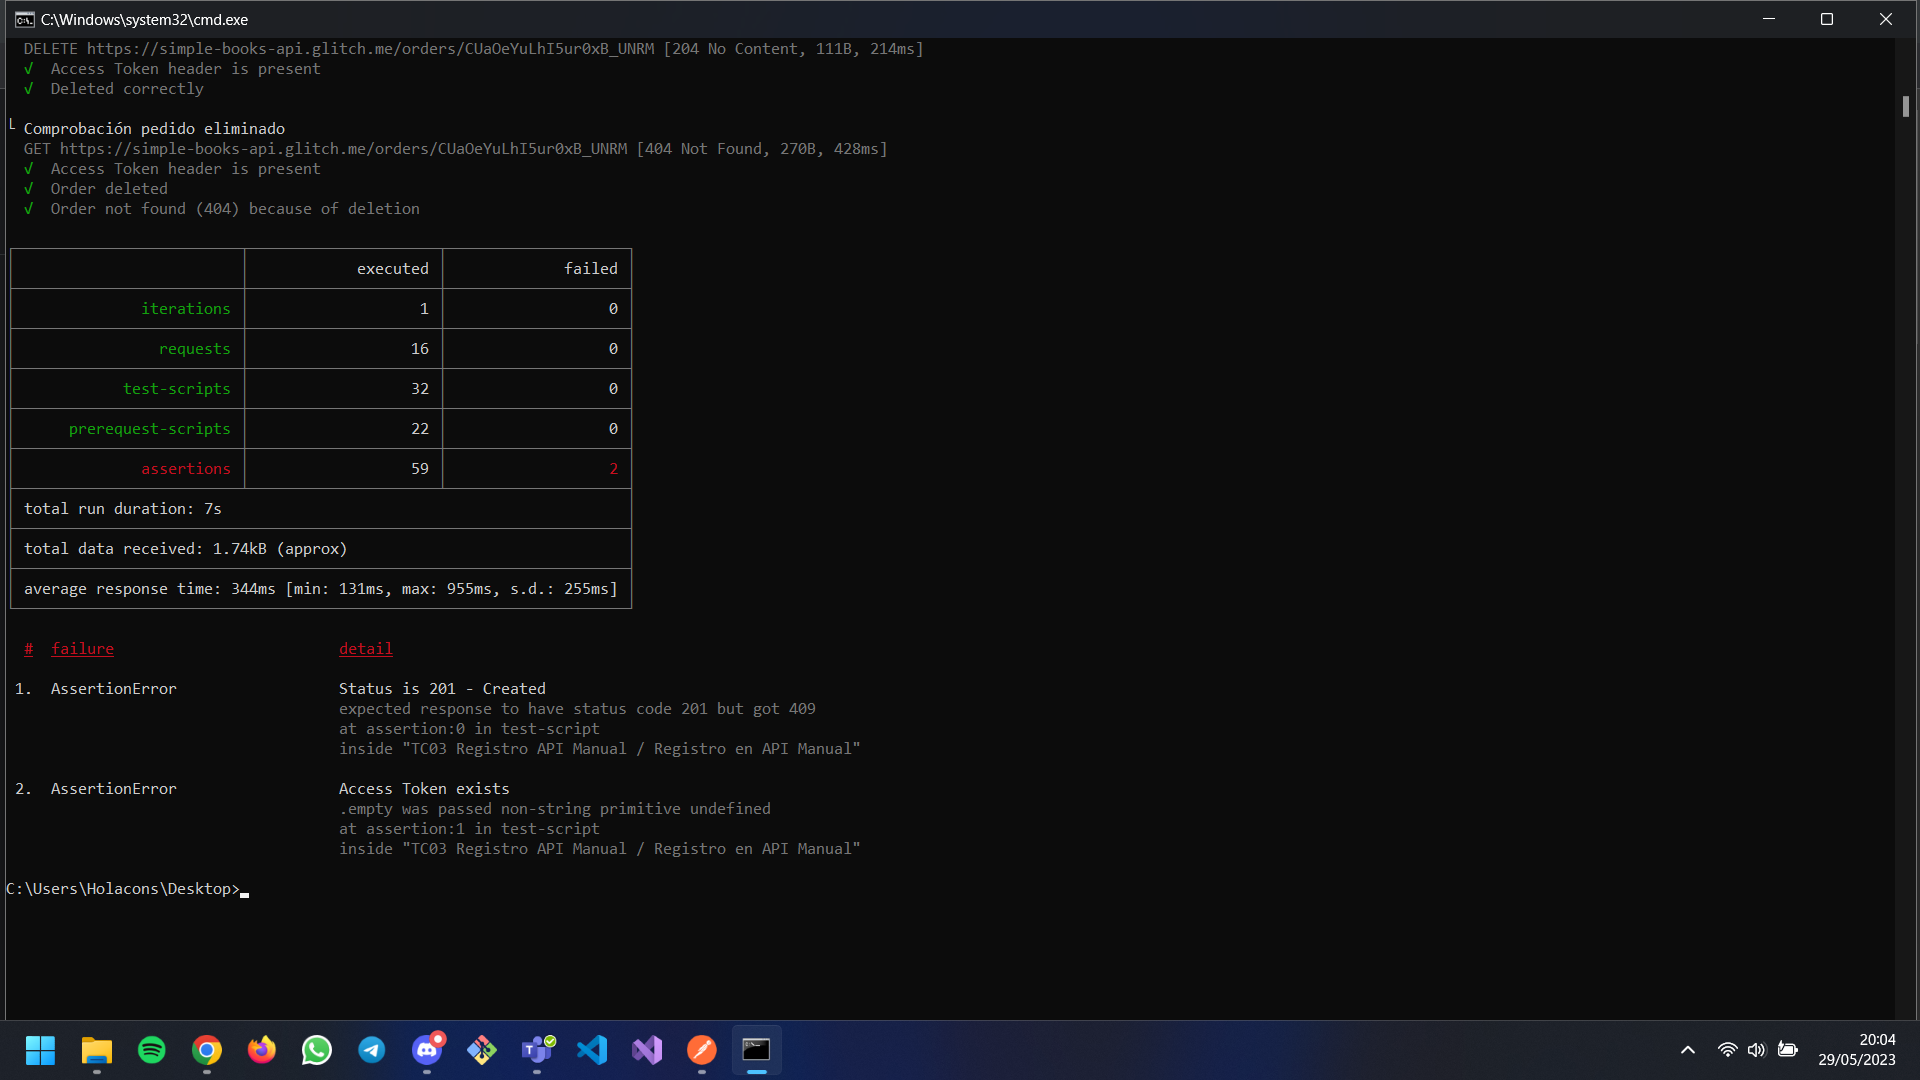 C:\Windows\system32\cmd.exe
DELETE https://simple-books-api.glitch.me/orders/CUaOeYuLhI5ur0xB_UNRM [204 No Content, 111B, 214ms]
√ Access Token header is present
√ Deleted correctly
└ Comprobación pedido eliminado
GET https://simple-books-api.glitch.me/orders/CUaOeYuLhI5ur0xB_UNRM [404 Not Found, 270B, 428ms]
√ Access Token header is present
√ Order deleted
√ Order not found (404) because of deletion
executed failed
iterations 1 0
requests 16 0
test-scripts 32 0
prerequest-scripts 22 0
assertions 59 2
total run duration: 7s
total data received: 1.74kB (approx)
average response time: 344ms [min: 131ms, max: 955ms, s.d.: 255ms]
# failure detail
1. AssertionError Status is 201 - Created
expected response to have status code 201 but got 409
at assertion:0 in test-script
inside "TC03 Registro API Manual / Registro en API Manual"
2. AssertionError Access Token exists
.empty was passed non-string primitive undefined
at assertion:1 in test-script
inside "TC03 Registro API Manual / Registro en API Manual"
C:\Users\Holacons\Desktop>
20:04
29/05/2023